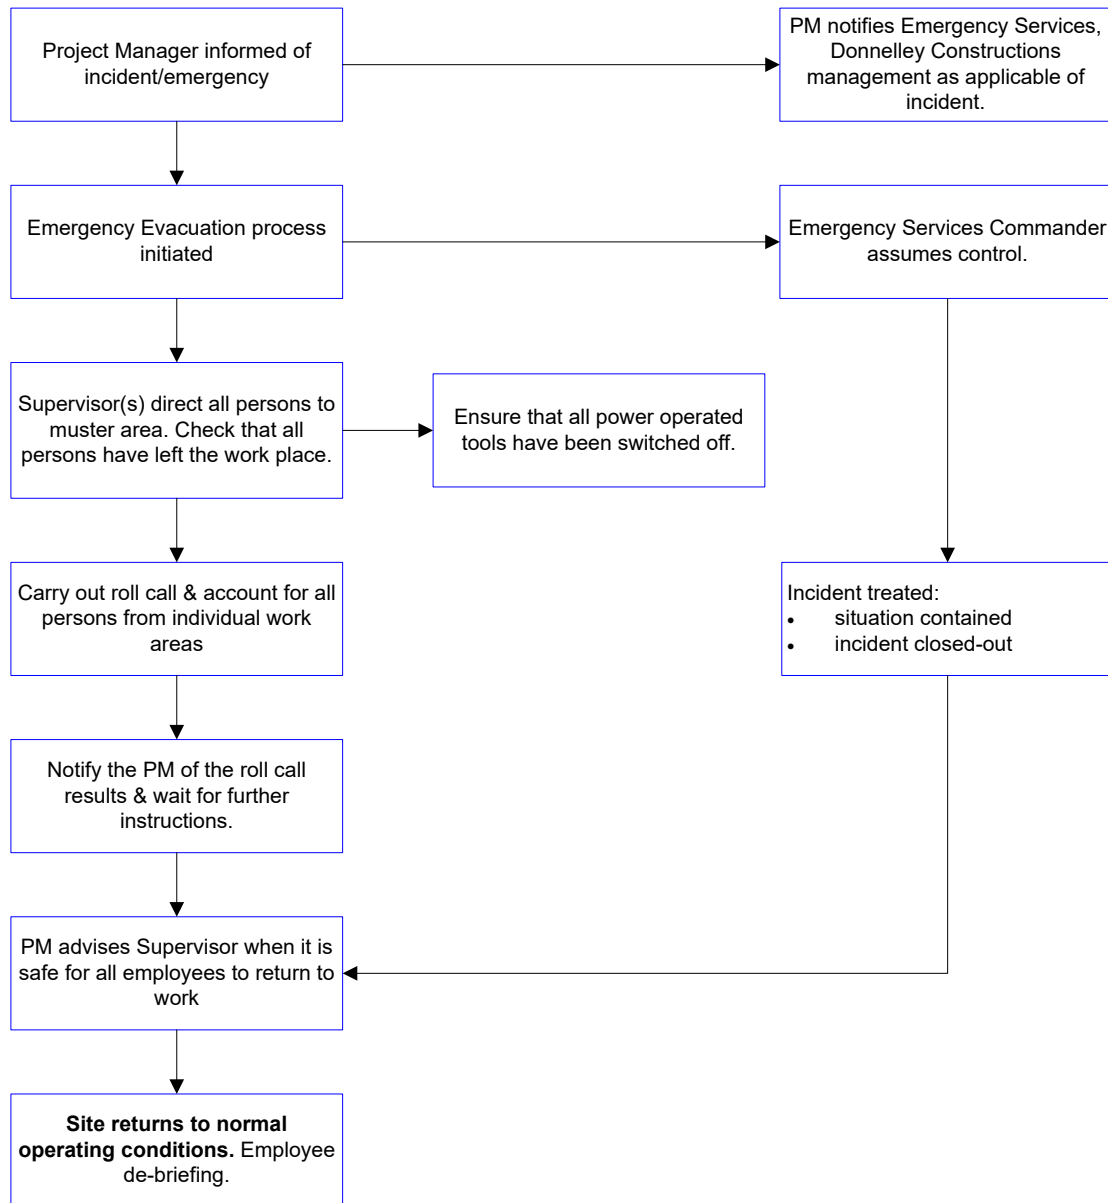 Project Manager informed of
incident/emergency
PM notifies Emergency Services,
Donnelley Constructions
management as applicable of
incident.
Emergency Evacuation process
initiated
Emergency Services Commander
assumes control.
Supervisor(s) direct all persons to
muster area. Check that all
persons have left the work place.
Ensure that all power operated
tools have been switched off.
Carry out roll call & account for all
persons from individual work
areas
Incident treated:
• situation contained
• incident closed-out
Notify the PM of the roll call
results & wait for further
instructions.
PM advises Supervisor when it is
safe for all employees to return to
work
Site returns to normal
operating conditions. Employee
de-briefing.